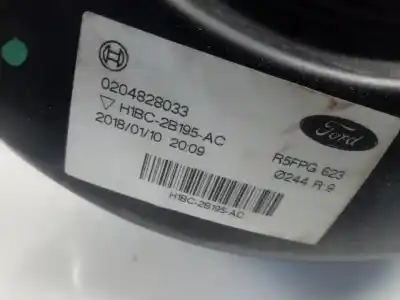 0204828033
H1BC-2B195-AC
2018/01/10 20:09
Ford
R5FPG 623
Ø244 R:9
H1BC-2B195-AC